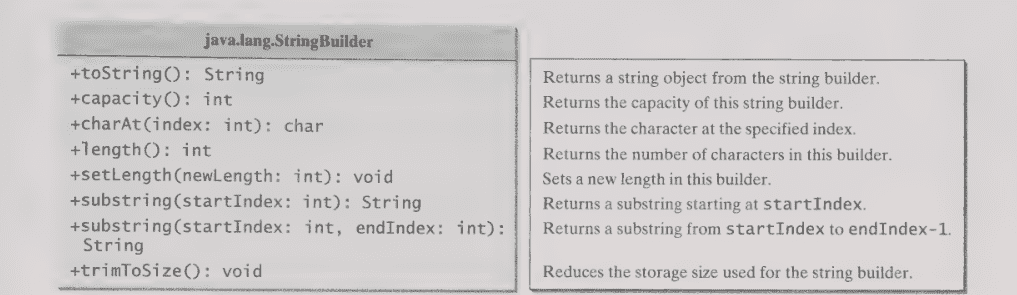 java.lang.StringBuilder
+toString(): String
+capacity(): int
+charAt(index: int): char
+length(): int
+setLength(newLength: int): void
+substring(startIndex: int): String
+substring(startIndex: int, endIndex: int):
String
+trimToSize(): void
Returns a string object from the string builder.
Returns the capacity of this string builder.
Returns the character at the specified index.
Returns the number of characters in this builder.
Sets a new length in this builder.
Returns a substring starting at startIndex.
Returns a substring from startIndex to endIndex-1.
Reduces the storage size used for the string builder.